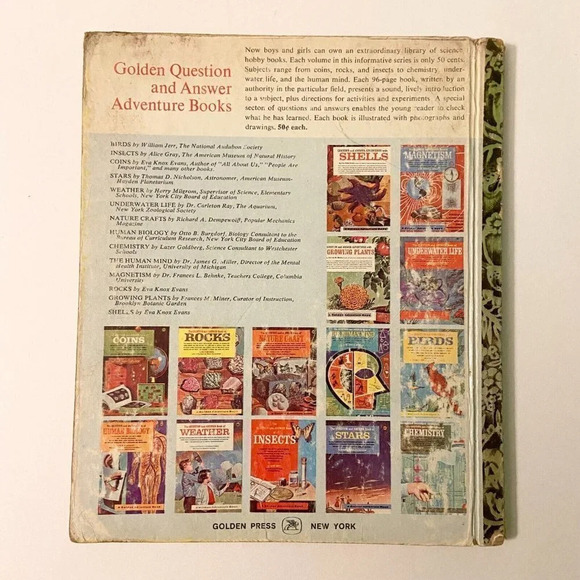 Golden Question
and Answer
Adventure Books
Now boys and girls can own an extraordinary library of science
hobby books. Each volume in this informative series is only 50 cents.
Subjects range from coins, rocks, and insects to chemistry, under-
water life, and the human mind. Each 96-page book, written by an
authority in the particular field, presents a sound, lively introduction
to a subject, plus directions for activities and experiments. A special
section of questions and answers enables the young reader to check
what he has learned. Each book is illustrated with photographs and
drawings. 50¢ each.
BIRDS by William Jerr, The National Audubon Society
INSECTS by Alice Gray, The American Museum of Natural History
COINS by Eva Knox Evans, Author of "All About Us," "People Are
Important," and many other books.
STARS by Thomas D. Nicholson, Astronomer, American Museum-
Hayden Planetarium
WEATHER by Harry Milgrom, Supervisor of Science, Elementary
Schools, New York City Board of Education
UNDERWATER LIFE by Dr. Carleton Ray, The Aquarium,
New York Zoological Society
NATURE CRAFTS by Richard A. Dempewolff, Popular Mechanics
Magazine
HUMAN BIOLOGY by Otto B. Burgdorf, Biology Consultant to the
Bureau of Curriculum Research, New York City Board of Education
CHEMISTRY by Luter Goldberg, Science Consultant to Westchester
Schools
THE HUMAN MIND by Dr. James G. Miller, Director of the Mental
Health Institute, University of Michigan
MAGNETISM by Dr. Frances L. Behnke, Teachers College, Columbia
University
ROCKS by Eva Knox Evans
GROWING PLANTS by Frances M. Miner, Curator of Instruction,
Brooklyn Botanic Garden
SHELLS by Eva Knox Evans
SHELLS
MAGNETISM
GROWING PLANTS
UNDERWATER LIFE
COINS
ROCKS
NATURE CRAFT
HUMAN MIND
BIRDS
HUMAN BIOLOGY
WEATHER
INSECTS
STARS
CHEMISTRY
GOLDEN PRESS NEW YORK